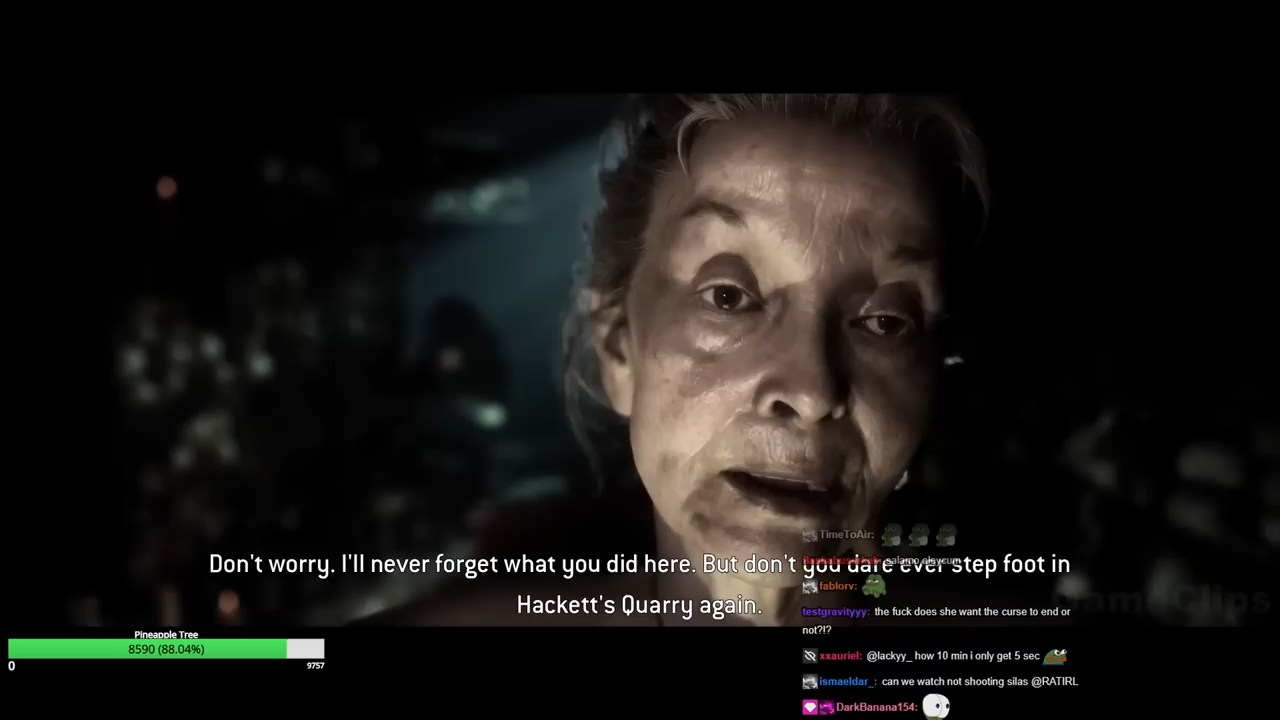 TimeToAir:
salamo aleycum
Don't worry. I'll never forget what you did here. But don't you dare ever step foot in
fablorv:
Hackett's Quarry again.
GameClips
testgravityyy: the fuck does she want the curse to end or
not?!?
Pineapple Tree
8590 (88.04%)
0
9757
xxauriel: @lackyy_ how 10 min i only get 5 sec
ismaeldar_: can we watch not shooting silas @RATIRL
DarkBanana154: